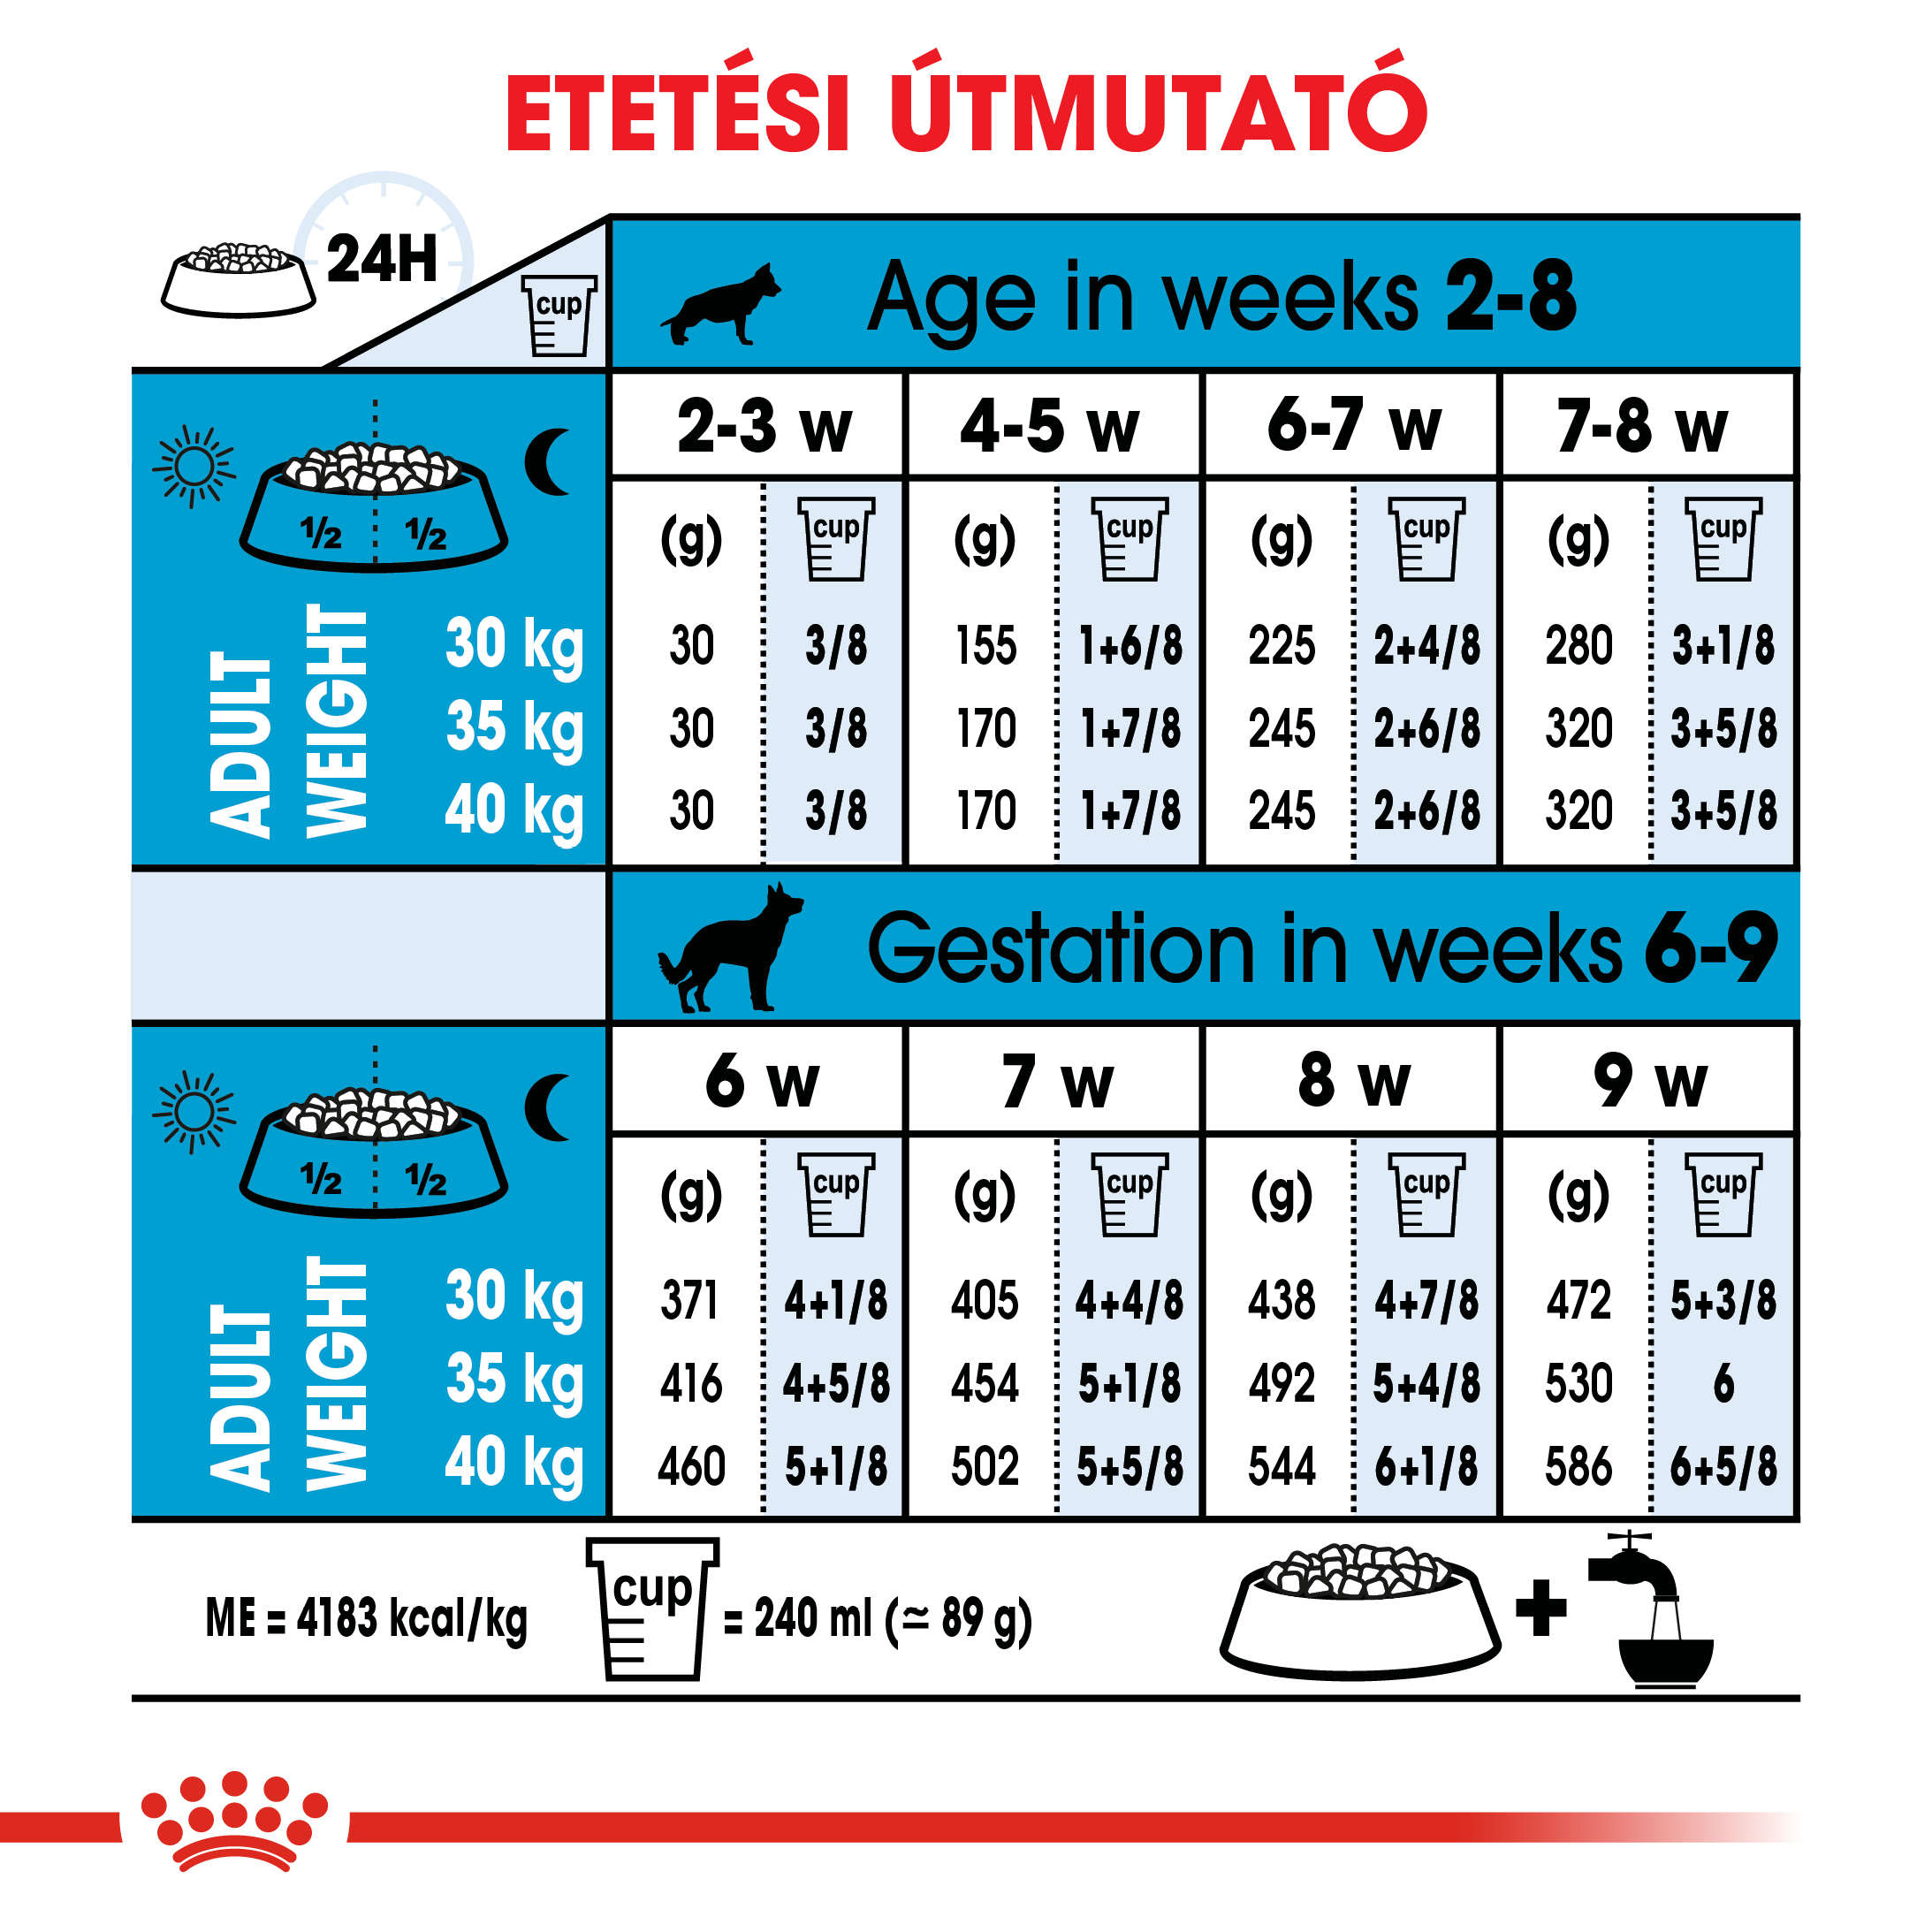 ETETÉSI ÚTMUTATÓ
24H
cup
Age in weeks 2-8
2-3 w 4-5 w 6-7 w 7-8 w
½ ½
(g) cup (g) cup (g) cup (g) cup
ADULT WEIGHT
30 kg 30 3/8 155 1+6/8 225 2+4/8 280 3+1/8
35 kg 30 3/8 170 1+7/8 245 2+6/8 320 3+5/8
40 kg 30 3/8 170 1+7/8 245 2+6/8 320 3+5/8
Gestation in weeks 6-9
6 w 7 w 8 w 9 w
½ ½
(g) cup (g) cup (g) cup (g) cup
ADULT WEIGHT
30 kg 371 4+1/8 405 4+4/8 438 4+7/8 472 5+3/8
35 kg 416 4+5/8 454 5+1/8 492 5+4/8 530 6
40 kg 460 5+1/8 502 5+5/8 544 6+1/8 586 6+5/8
ME = 4183 kcal/kg cup = 240 ml (≃ 89 g) +